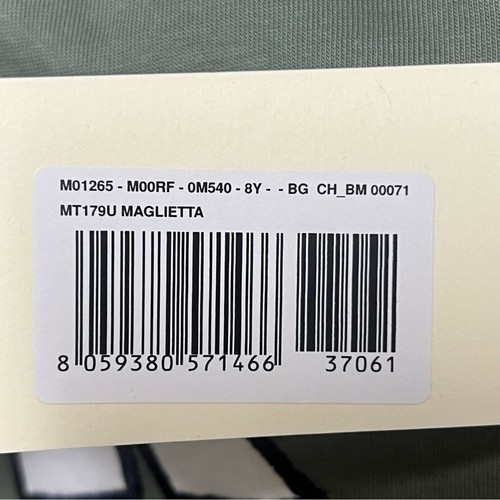 M01265 - M00RF - 0M540 - 8Y - - BG CH_BM 00071
MT179U MAGLIETTA
8 059380 571466 37061